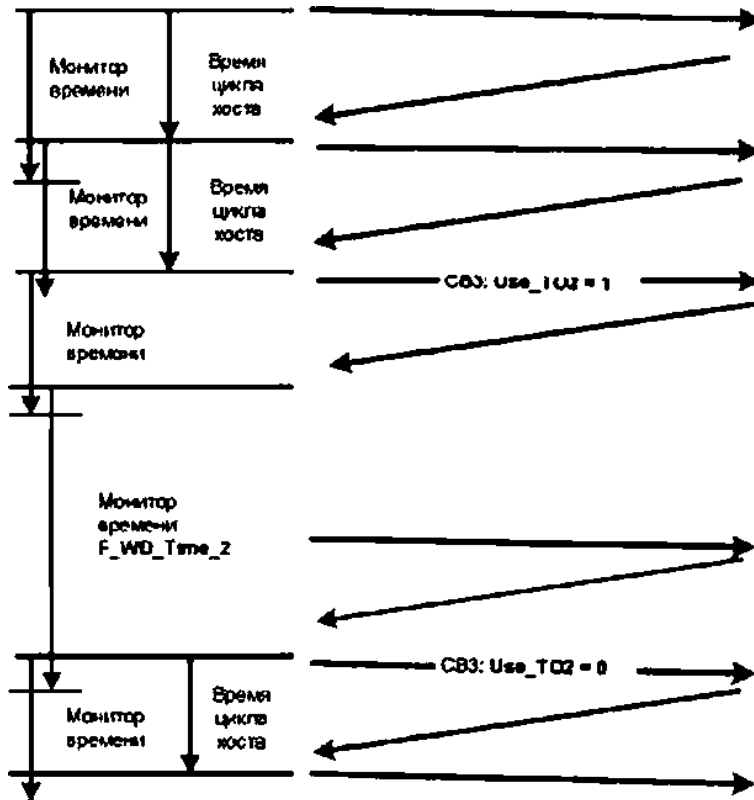 Монитор
времени
Время
цикла
хоста
Монитор
времени
Время
цикла
хоста
CB3: Use_TO2 = 1
Монитор
времени
Монитор
времени
F_WD_Time_2
CB3: Use_TO2 = 0
Монитор
времени
Время
цикла
хоста